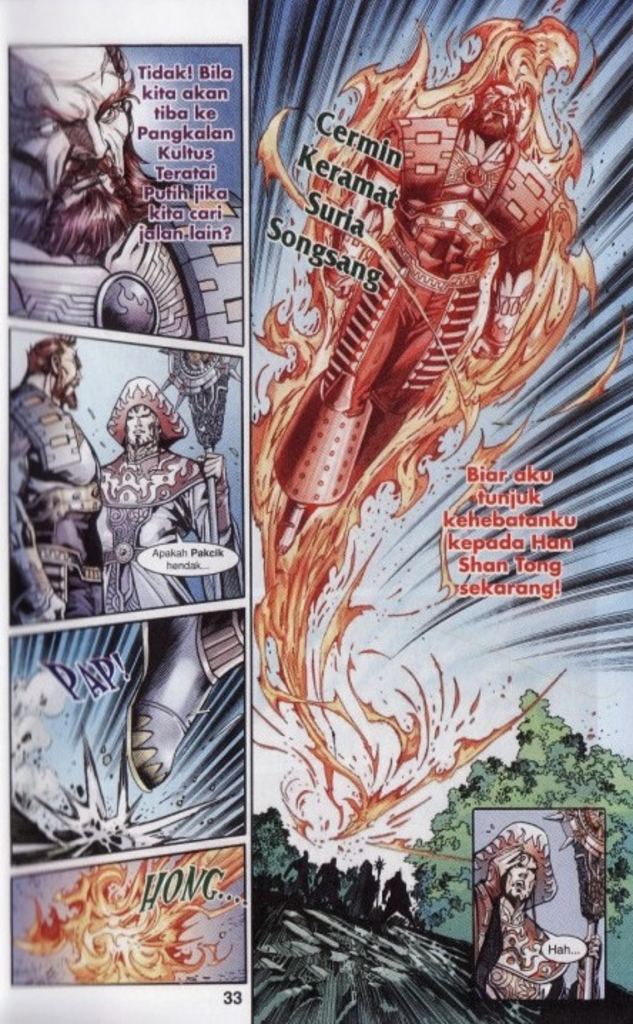 Tidak! Bila
kita akan
tiba ke
Pangkalan
Kultus
Teratai
Putih jika
kita cari
jalan lain?
Apakah Pakcik
hendak...
PAP!
HONG....
33
Cermin
Keramat
Suria
Songsang
Biar aku
tunjuk
kehebatanku
kepada Han
Shan Tong
sekarang!
Hah...